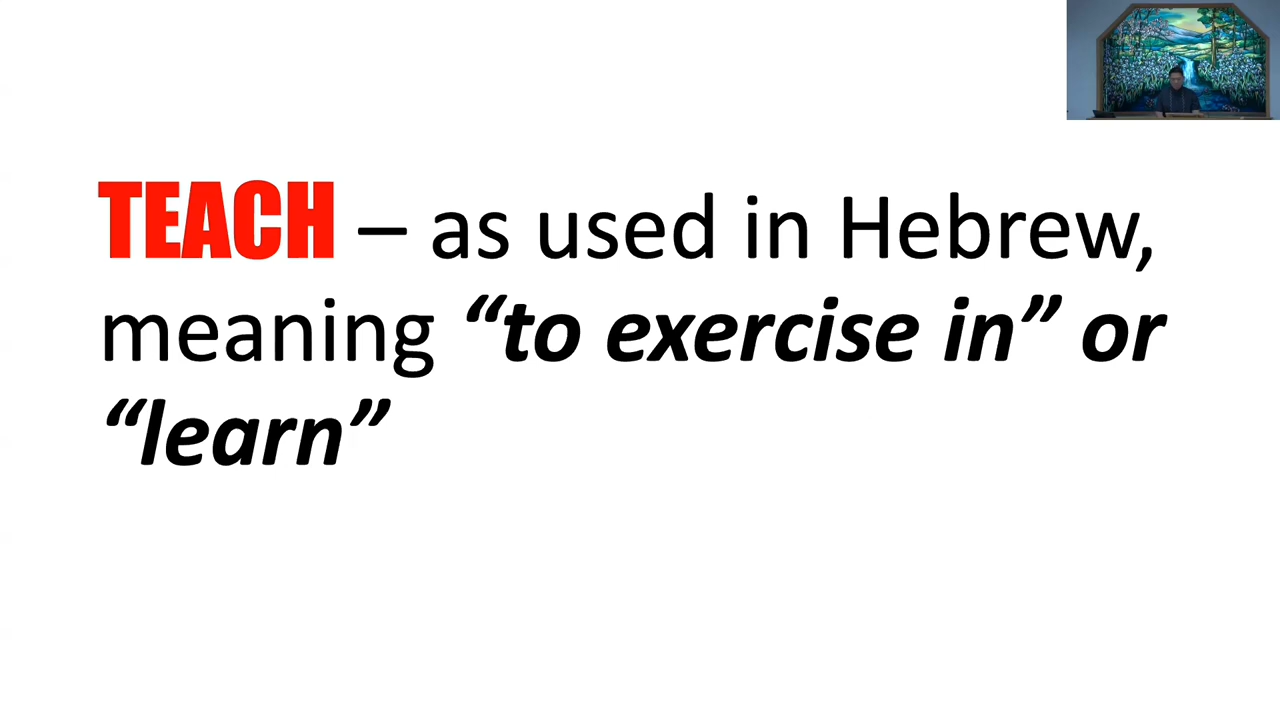 TEACH – as used in Hebrew,
meaning “to exercise in” or
“learn”